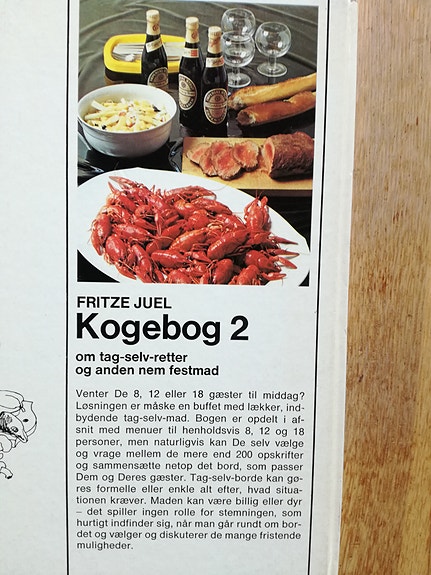 FRITZE JUEL
Kogebog 2
om tag-selv-retter
og anden nem festmad
Venter De 8, 12 eller 18 gæster til middag?
Løsningen er måske en buffet med lækker, ind-
bydende tag-selv-mad. Bogen er opdelt i af-
snit med menuer til henholdsvis 8, 12 og 18
personer, men naturligvis kan De selv vælge
og vrage mellem de mere end 200 opskrifter
og sammensætte netop det bord, som passer
Dem og Deres gæster. Tag-selv-borde kan gø-
res formelle eller enkle alt efter, hvad situa-
tionen kræver. Maden kan være billig eller dyr
– det spiller ingen rolle for stemningen, som
hurtigt indfinder sig, når man går rundt om bor-
det og vælger og diskuterer de mange fristende
muligheder.